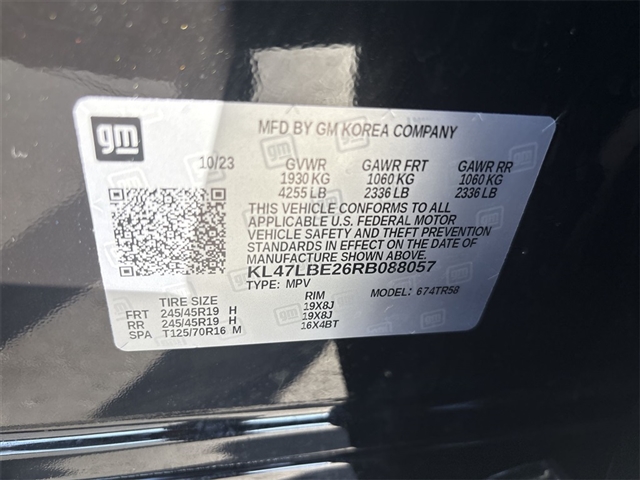 gm
MFD BY GM KOREA COMPANY
10/23 GVWR GAWR FRT GAWR RR
1930 KG 1060 KG 1060 KG
4255 LB 2336 LB 2336 LB
THIS VEHICLE CONFORMS TO ALL
APPLICABLE U.S. FEDERAL MOTOR
VEHICLE SAFETY AND THEFT
PREVENTION STANDARDS
IN EFFECT ON THE DATE OF
MANUFACTURE SHOWN ABOVE.
KL47LBE26RB088057
TYPE: MPV MODEL: 674TR58
TIRE SIZE RIM
FRT 245/45R19 H 19X8J
RR 245/45R19 H 19X8J
SPA T125/70R16 M 16X4BT